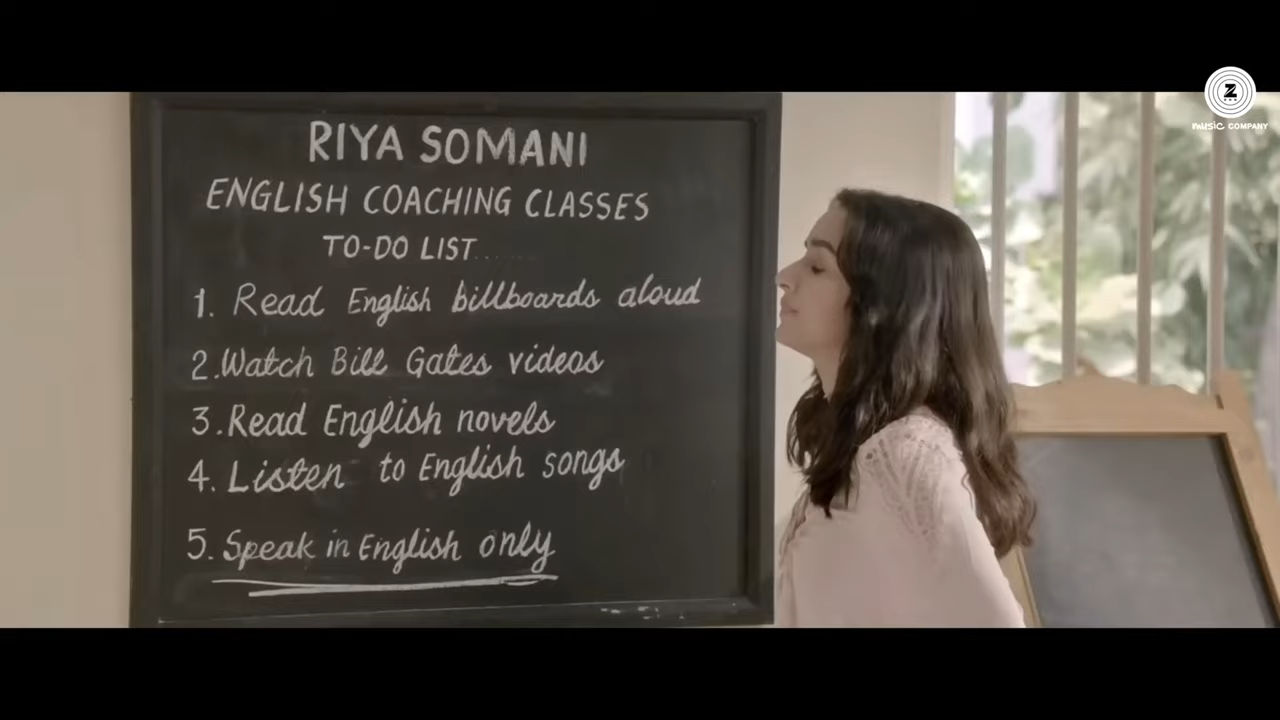 RIYA SOMANI
ENGLISH COACHING CLASSES
TO-DO LIST.......
1. Read English billboards aloud
2. Watch Bill Gates videos
3. Read English novels
4. Listen to English songs
5. Speak in English only
Z
music COMPANY